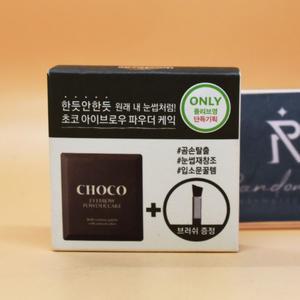 한듯안한듯 원래 내 눈썹처럼!
초코 아이브로우 파우더 케익
ONLY
올리브영
단독기획
#곰손탈출
#눈썹재창조
#입소문꿀템
CHOCO
EYEBROW
POWDER CAKE
+
브러쉬 증정